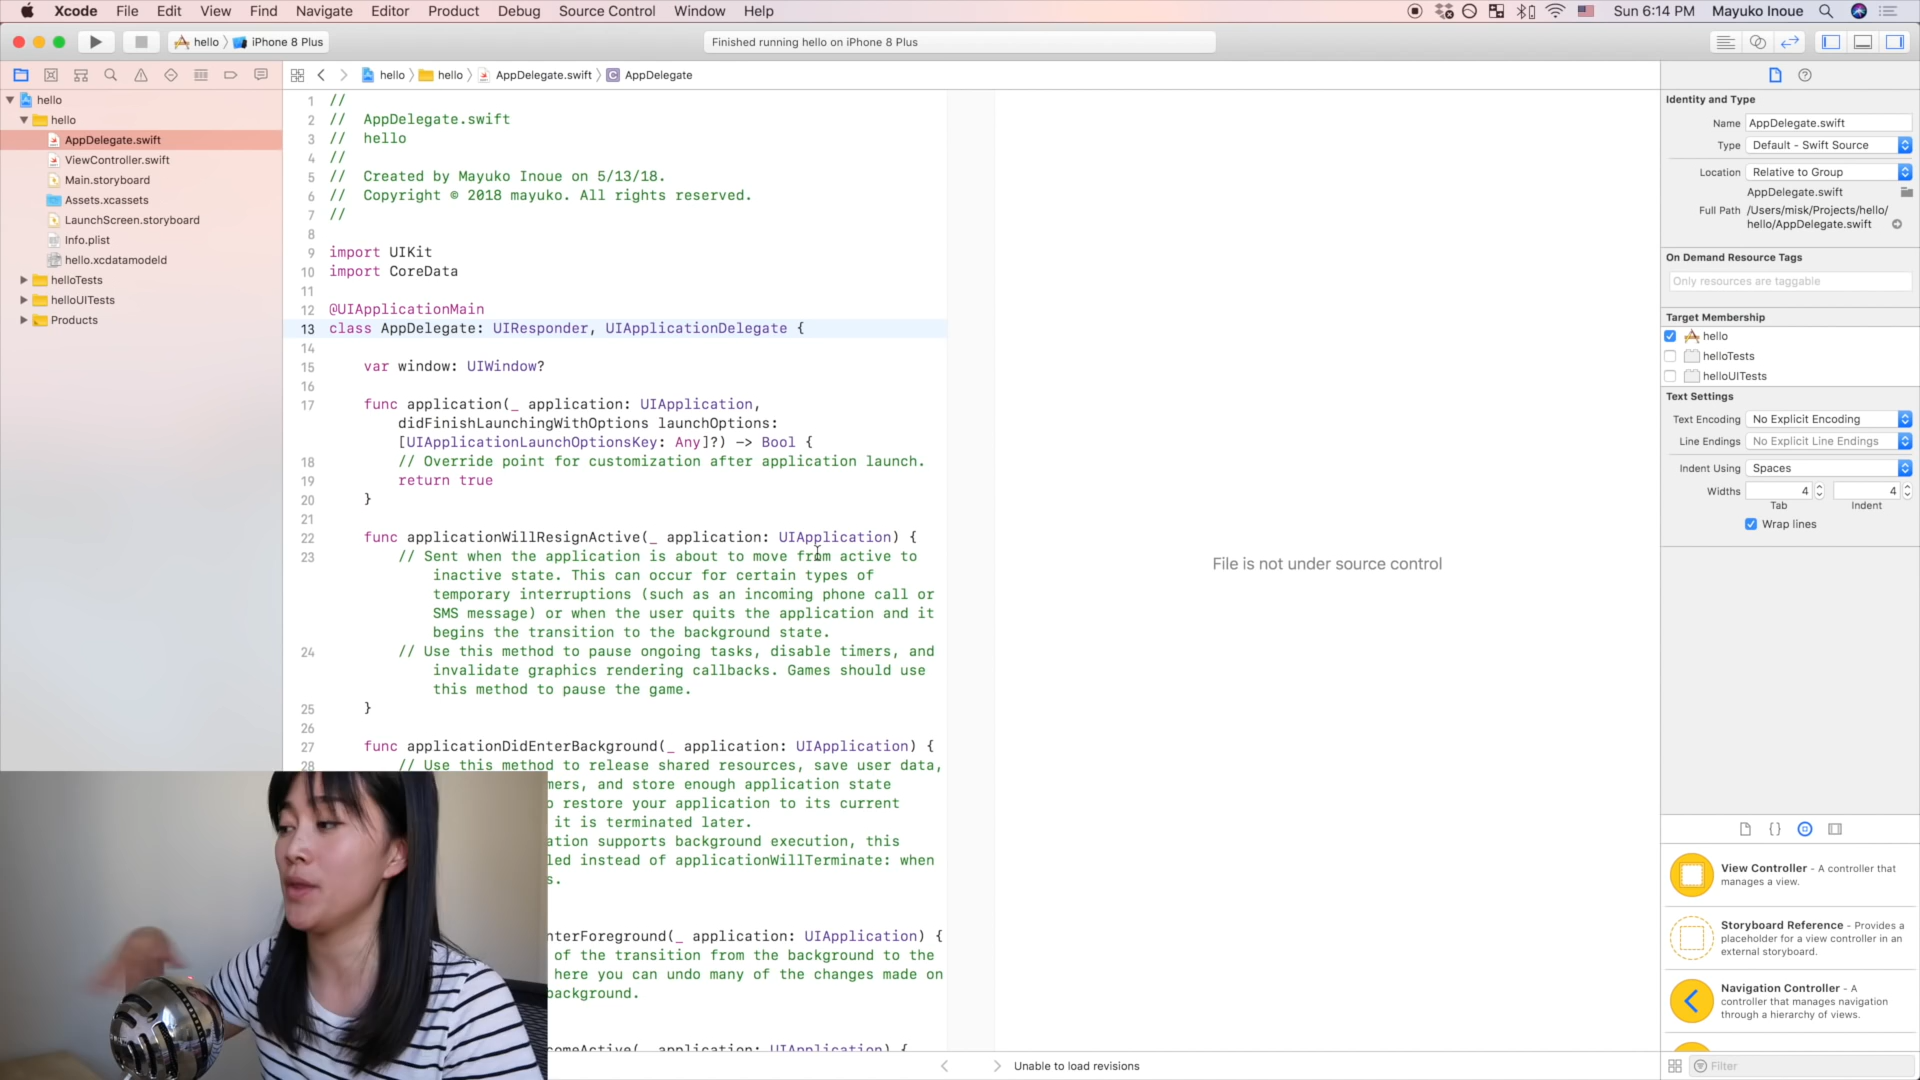 Xcode File Edit View Find Navigate Editor Product Debug Source Control Window Help Sun 6:14 PM Mayuko Inoue
hello iPhone 8 Plus Finished running hello on iPhone 8 Plus
hello hello AppDelegate.swift C AppDelegate
hello
hello
AppDelegate.swift
ViewController.swift
Main.storyboard
Assets.xcassets
LaunchScreen.storyboard
Info.plist
hello.xcdatamodeld
helloTests
helloUITests
Products
1 //
2 // AppDelegate.swift
3 // hello
4 //
5 // Created by Mayuko Inoue on 5/13/18.
6 // Copyright © 2018 mayuko. All rights reserved.
7 //
8
9 import UIKit
10 import CoreData
11
12 @UIApplicationMain
13 class AppDelegate: UIResponder, UIApplicationDelegate {
14
15 var window: UIWindow?
16
17 func application(_ application: UIApplication,
didFinishLaunchingWithOptions launchOptions:
[UIApplicationLaunchOptionsKey: Any]?) -> Bool {
18 // Override point for customization after application launch.
19 return true
20 }
21
22 func applicationWillResignActive(_ application: UIApplication) {
23 // Sent when the application is about to move from active to
inactive state. This can occur for certain types of
temporary interruptions (such as an incoming phone call or
SMS message) or when the user quits the application and it
begins the transition to the background state.
24 // Use this method to pause ongoing tasks, disable timers, and
invalidate graphics rendering callbacks. Games should use
this method to pause the game.
25 }
26
27 func applicationDidEnterBackground(_ application: UIApplication) {
28 // Use this method to release shared resources, save user data,
mers, and store enough application state
o restore your application to its current
it is terminated later.
ation supports background execution, this
led instead of applicationWillTerminate: when
s.
nterForeground(_ application: UIApplication) {
of the transition from the background to the
here you can undo many of the changes made on
background.
omeActive(_ application: UIApplication) {
File is not under source control
Unable to load revisions
Identity and Type
Name AppDelegate.swift
Type Default - Swift Source
Location Relative to Group
AppDelegate.swift
Full Path /Users/misk/Projects/hello/
hello/AppDelegate.swift
On Demand Resource Tags
Only resources are taggable
Target Membership
hello
helloTests
helloUITests
Text Settings
Text Encoding No Explicit Encoding
Line Endings No Explicit Line Endings
Indent Using Spaces
Widths 4 4
Tab Indent
Wrap lines
{ }
View Controller - A controller that
manages a view.
Storyboard Reference - Provides a
placeholder for a view controller in an
external storyboard.
Navigation Controller - A
controller that manages navigation
through a hierarchy of views.
Filter